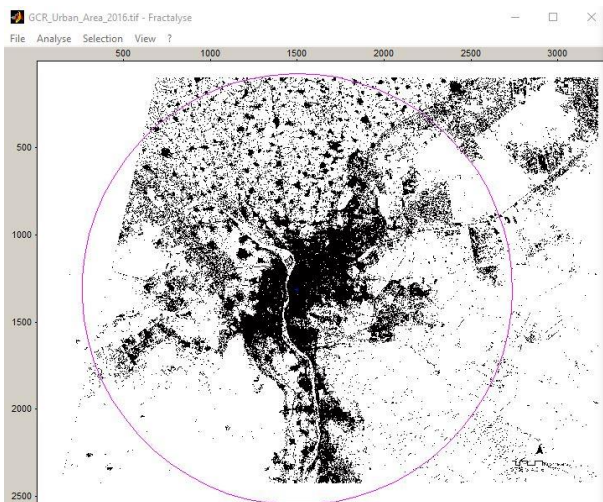 GCR_Urban_Area_2016.tif - Fractalyse
File Analyse Selection View ?
500 1000 1500 2000 2500 3000
500
1000
1500
2000
2500